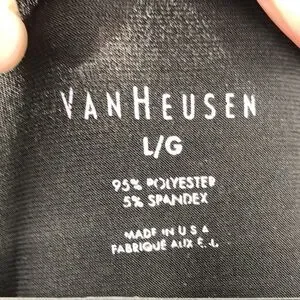 VANHEUSEN
L/G
95% POLYESTER
5% SPANDEX
MADE IN U S A
FABRIQUÉ AUX É.-U.